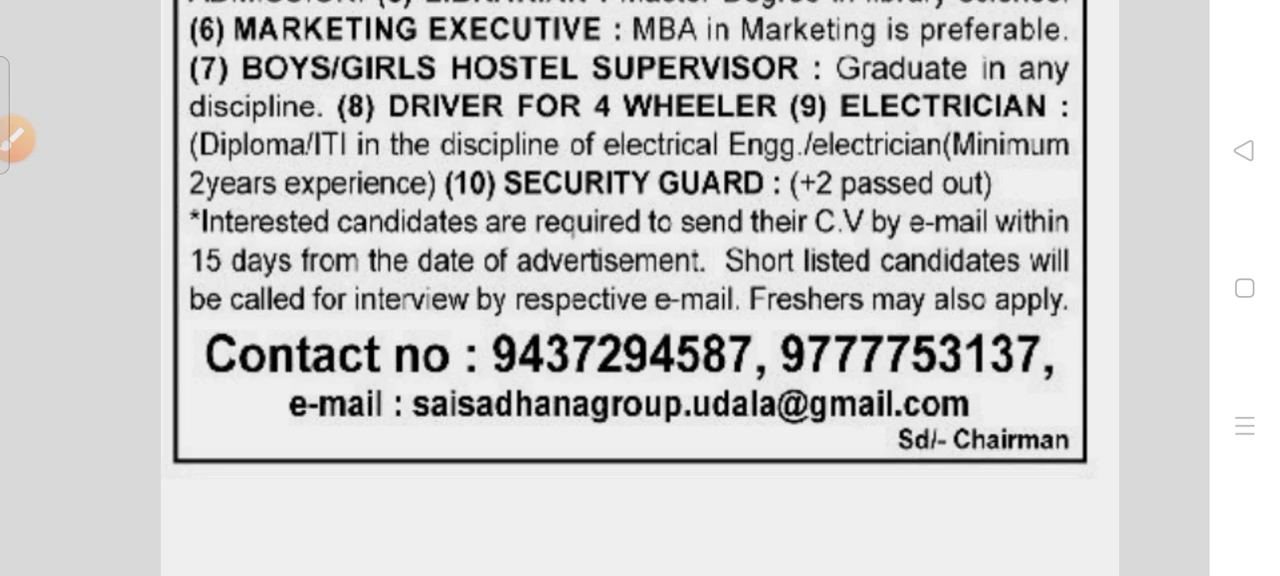 (6) MARKETING EXECUTIVE : MBA in Marketing is preferable.
(7) BOYS/GIRLS HOSTEL SUPERVISOR : Graduate in any
discipline. (8) DRIVER FOR 4 WHEELER (9) ELECTRICIAN :
(Diploma/ITI in the discipline of electrical Engg./electrician(Minimum
2years experience) (10) SECURITY GUARD : (+2 passed out)
*Interested candidates are required to send their C.V by e-mail within
15 days from the date of advertisement. Short listed candidates will
be called for interview by respective e-mail. Freshers may also apply.
Contact no : 9437294587, 9777753137,
e-mail : saisadhanagroup.udala@gmail.com
Sd/- Chairman